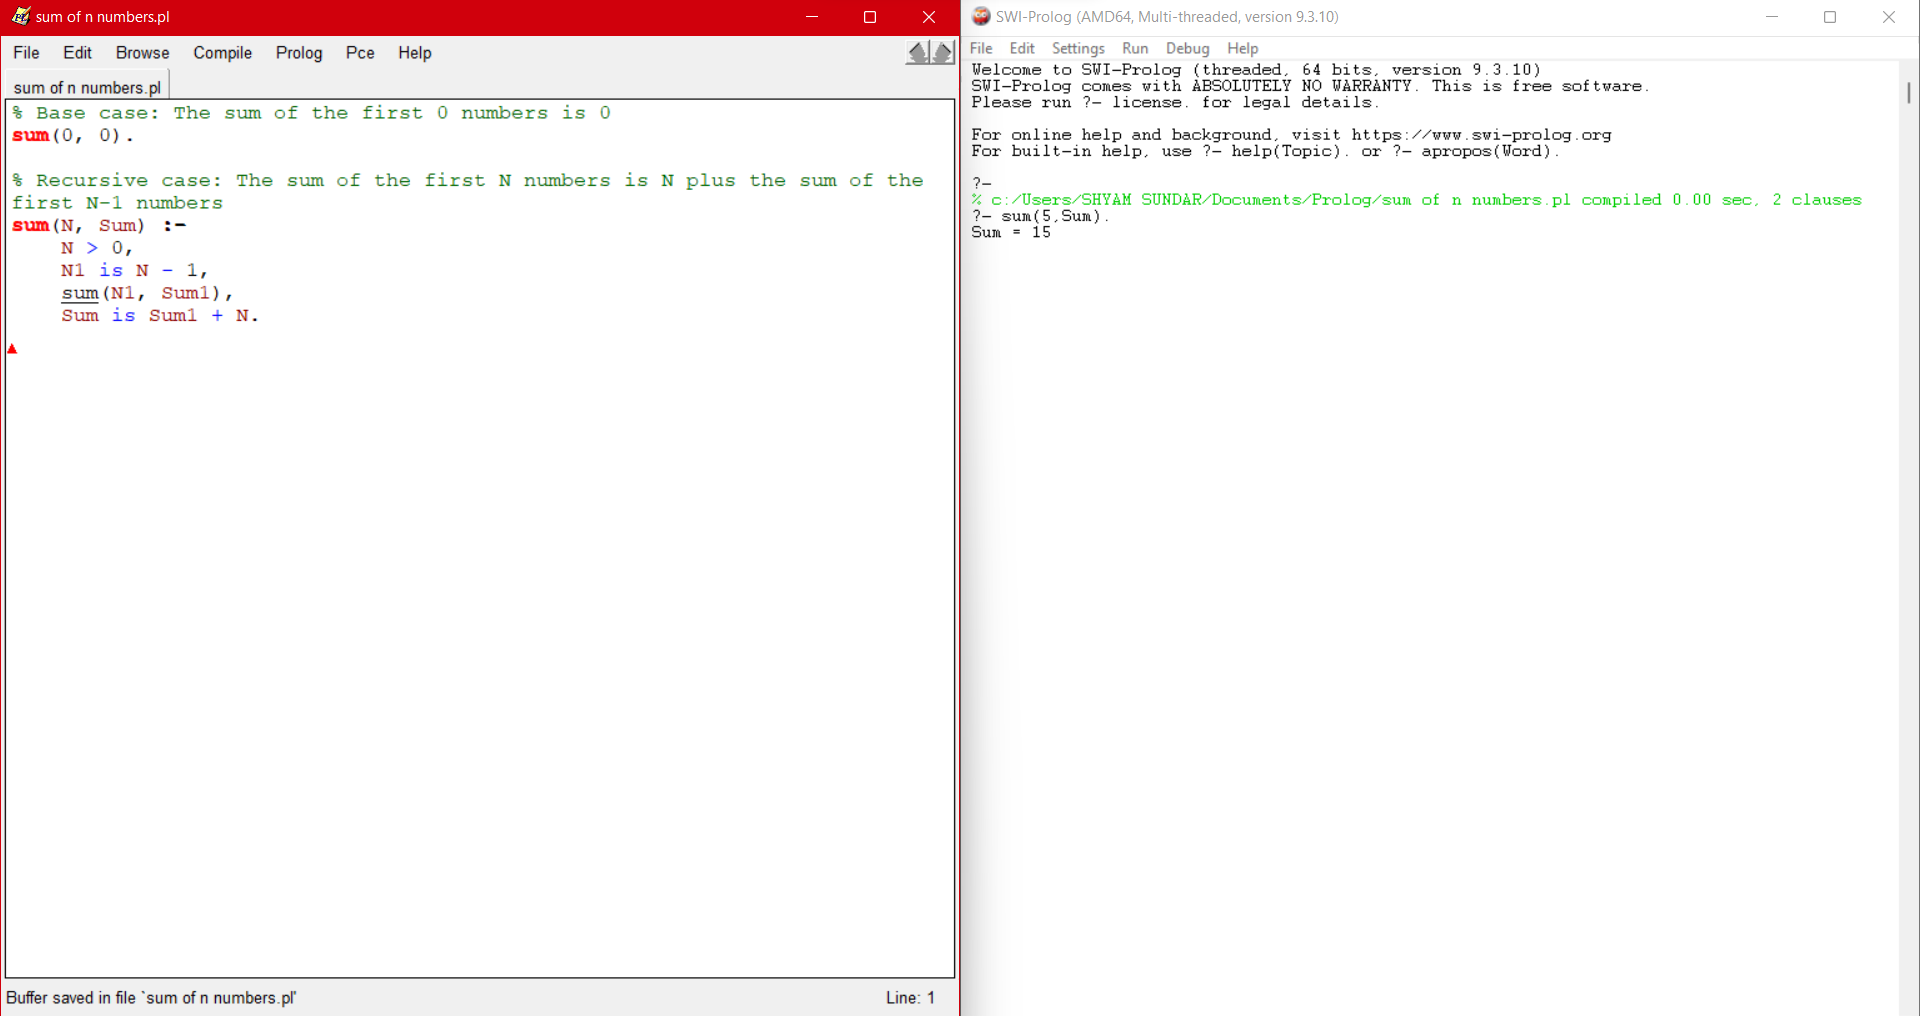 sum of n numbers.pl
File Edit Browse Compile Prolog Pce Help
sum of n numbers.pl
% Base case: The sum of the first 0 numbers is 0
sum(0, 0).
% Recursive case: The sum of the first N numbers is N plus the sum of the
first N-1 numbers
sum(N, Sum) :-
    N > 0,
    N1 is N - 1,
    sum(N1, Sum1),
    Sum is Sum1 + N.
Buffer saved in file `sum of n numbers.pl'
Line: 1
SWI-Prolog (AMD64, Multi-threaded, version 9.3.10)
File Edit Settings Run Debug Help
Welcome to SWI-Prolog (threaded, 64 bits, version 9.3.10)
SWI-Prolog comes with ABSOLUTELY NO WARRANTY. This is free software.
Please run ?- license. for legal details.
For online help and background, visit https://www.swi-prolog.org
For built-in help, use ?- help(Topic). or ?- apropos(Word).
?-
% c:/Users/SHYAM SUNDAR/Documents/Prolog/sum of n numbers.pl compiled 0.00 sec, 2 clauses
?- sum(5,Sum).
Sum = 15